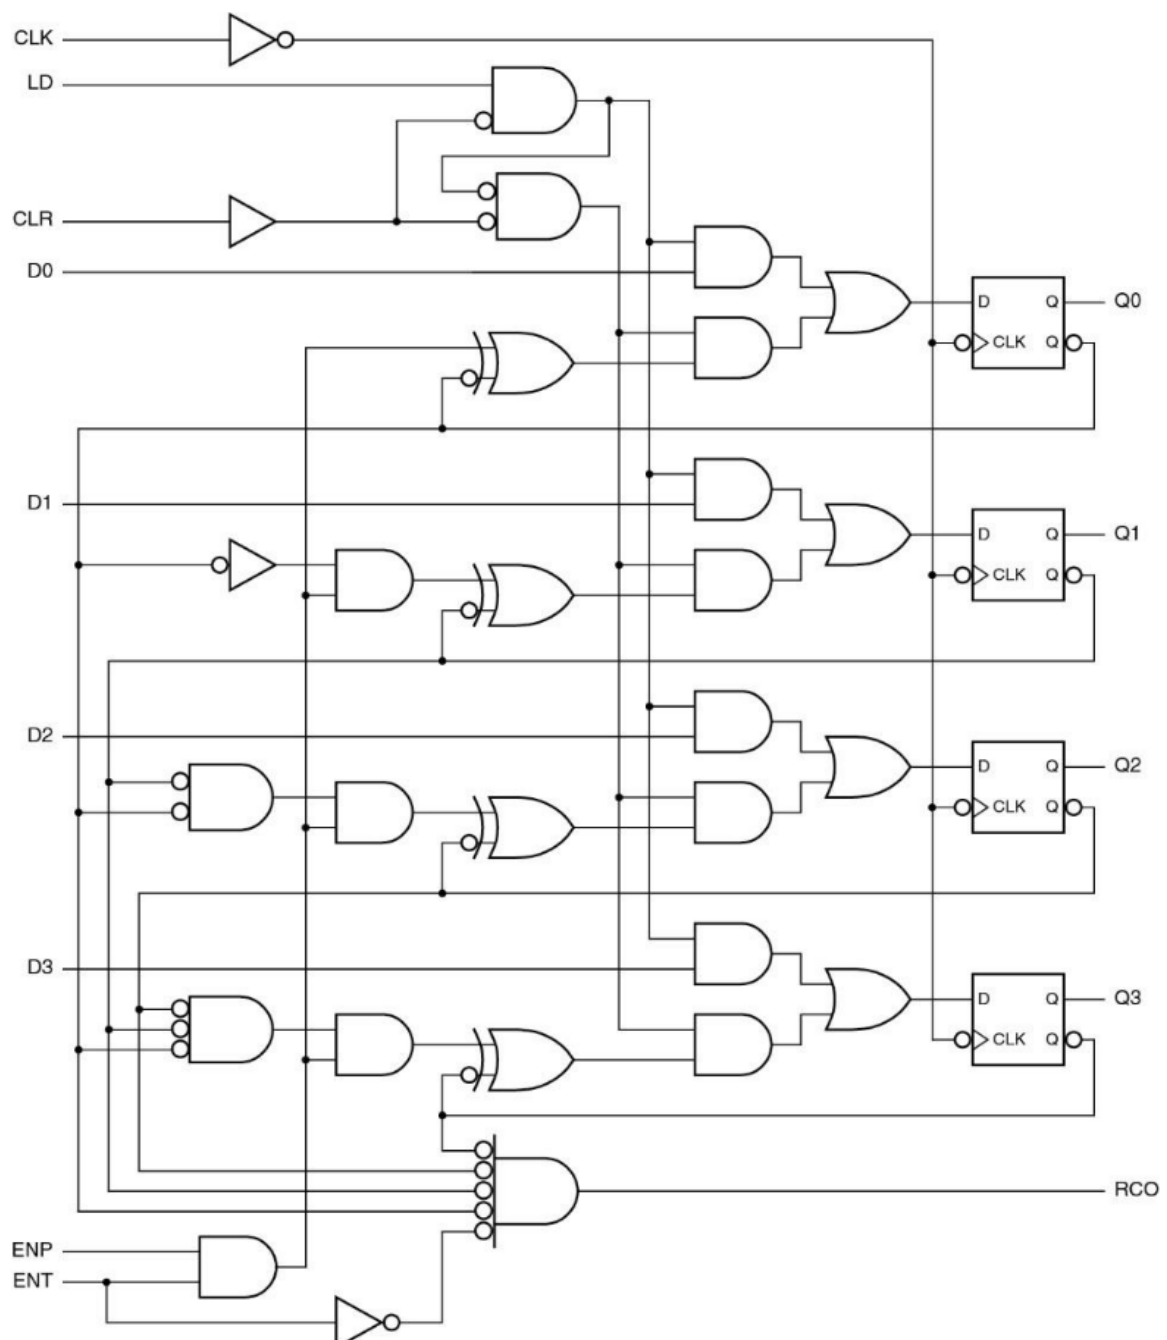 CLK
LD
CLR
D0
D Q Q0
CLK Q
D1
D Q Q1
CLK Q
D2
D Q Q2
CLK Q
D3
D Q Q3
CLK Q
RCO
ENP
ENT